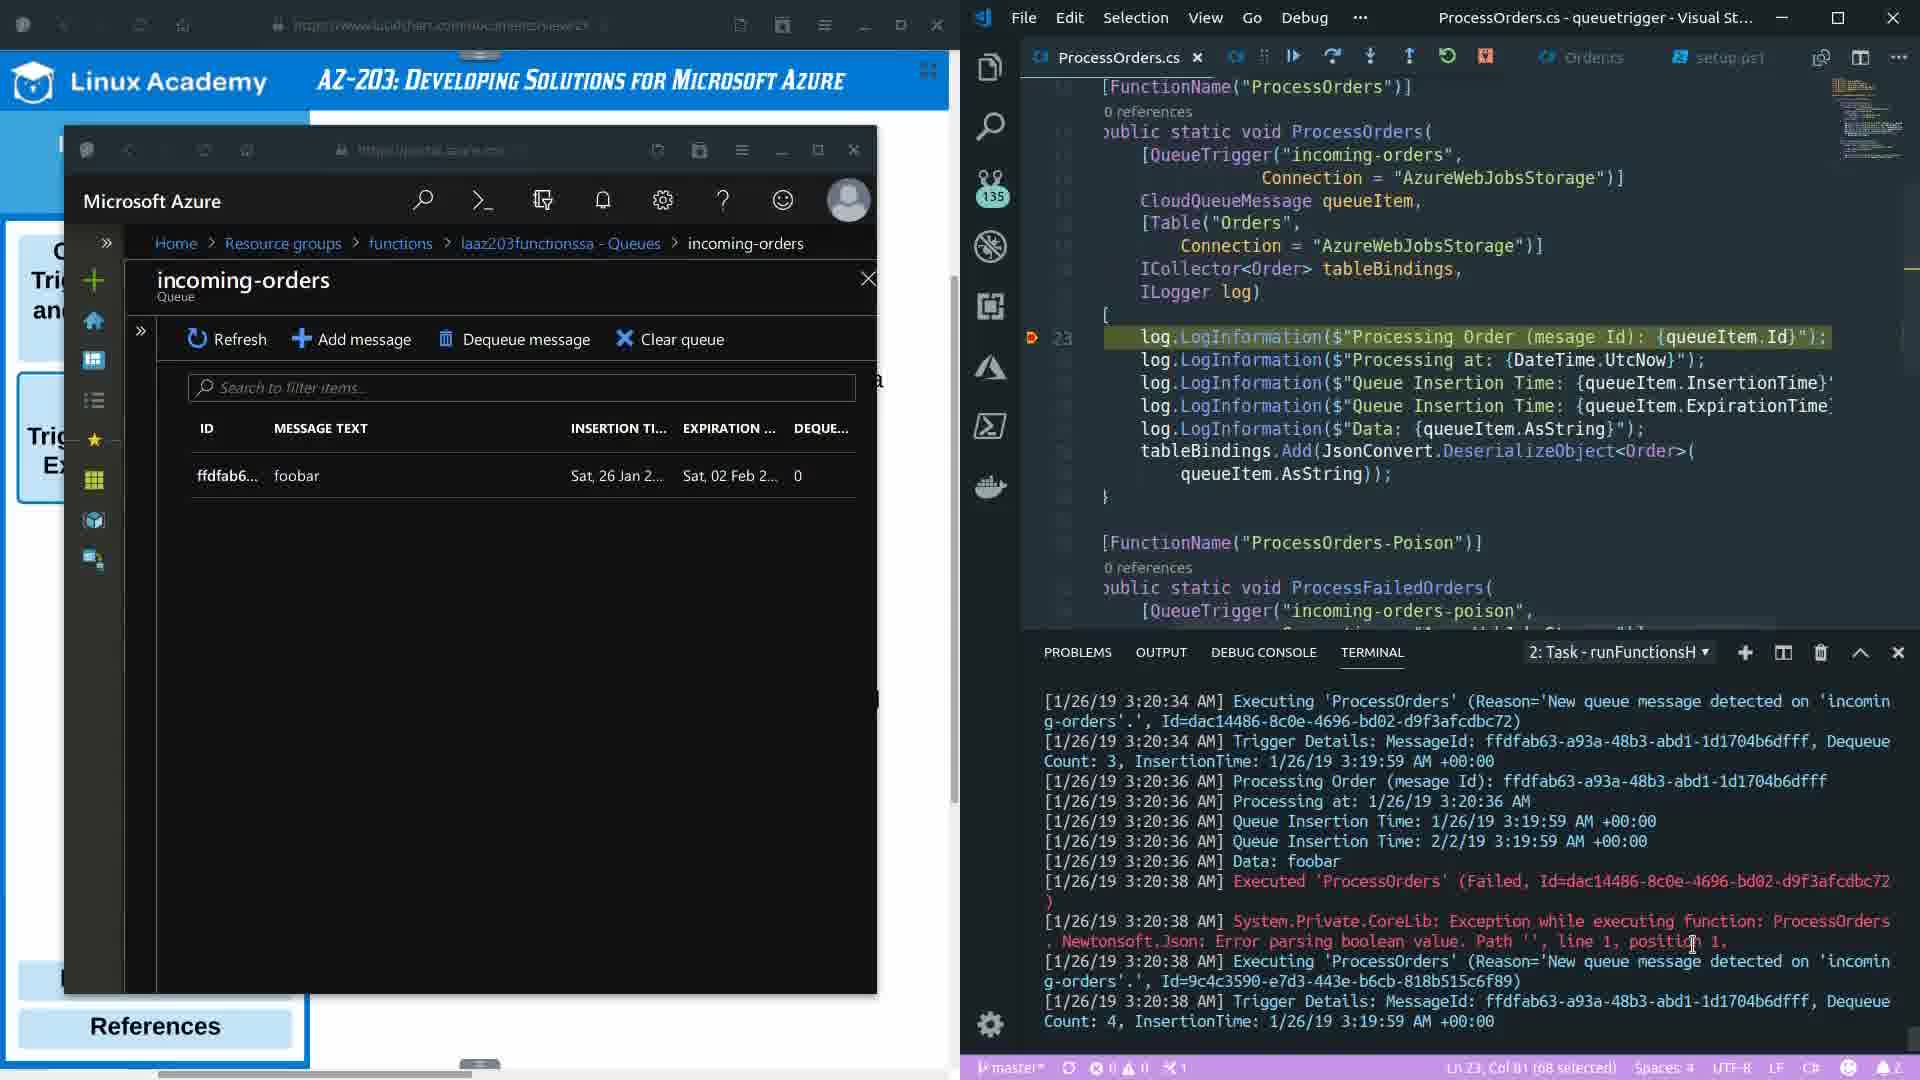 https://www.lucidchart.com/documents/view/2
Linux Academy
AZ-203: Developing Solutions for Microsoft Azure
https://portal.azure.com
Microsoft Azure
Home > Resource groups > functions > laaz203functionssa - Queues > incoming-orders
incoming-orders
Queue
Refresh
Add message
Dequeue message
Clear queue
Search to filter items...
ID MESSAGE TEXT INSERTION TI... EXPIRATION ... DEQUE...
ffdfab6... foobar Sat, 26 Jan 2... Sat, 02 Feb 2... 0
References
File Edit Selection View Go Debug ... ProcessOrders.cs - queuetrigger - Visual St...
ProcessOrders.cs
Order.cs
setup.ps1
135
[FunctionName("ProcessOrders")]
0 references
public static void ProcessOrders(
[QueueTrigger("incoming-orders",
Connection = "AzureWebJobsStorage")]
CloudQueueMessage queueItem,
[Table("Orders",
Connection = "AzureWebJobsStorage")]
ICollector<Order> tableBindings,
ILogger log)
{
23 log.LogInformation($"Processing Order (mesage Id): {queueItem.Id}");
log.LogInformation($"Processing at: {DateTime.UtcNow}");
log.LogInformation($"Queue Insertion Time: {queueItem.InsertionTime}"
log.LogInformation($"Queue Insertion Time: {queueItem.ExpirationTime}
log.LogInformation($"Data: {queueItem.AsString}");
tableBindings.Add(JsonConvert.DeserializeObject<Order>(
queueItem.AsString));
}
[FunctionName("ProcessOrders-Poison")]
0 references
public static void ProcessFailedOrders(
[QueueTrigger("incoming-orders-poison",
PROBLEMS OUTPUT DEBUG CONSOLE TERMINAL 2: Task - runFunctionsH
[1/26/19 3:20:34 AM] Executing 'ProcessOrders' (Reason='New queue message detected on 'incomin
g-orders'.', Id=dac14486-8c0e-4696-bd02-d9f3afcdbc72)
[1/26/19 3:20:34 AM] Trigger Details: MessageId: ffdfab63-a93a-48b3-abd1-1d1704b6dfff, Dequeue
Count: 3, InsertionTime: 1/26/19 3:19:59 AM +00:00
[1/26/19 3:20:36 AM] Processing Order (mesage Id): ffdfab63-a93a-48b3-abd1-1d1704b6dfff
[1/26/19 3:20:36 AM] Processing at: 1/26/19 3:20:36 AM
[1/26/19 3:20:36 AM] Queue Insertion Time: 1/26/19 3:19:59 AM +00:00
[1/26/19 3:20:36 AM] Queue Insertion Time: 2/2/19 3:19:59 AM +00:00
[1/26/19 3:20:36 AM] Data: foobar
[1/26/19 3:20:38 AM] Executed 'ProcessOrders' (Failed, Id=dac14486-8c0e-4696-bd02-d9f3afcdbc72
)
[1/26/19 3:20:38 AM] System.Private.CoreLib: Exception while executing function: ProcessOrders
. Newtonsoft.Json: Error parsing boolean value. Path '', line 1, position 1.
[1/26/19 3:20:38 AM] Executing 'ProcessOrders' (Reason='New queue message detected on 'incomin
g-orders'.', Id=9c4c3590-e7d3-443e-b6cb-818b515c6f89)
[1/26/19 3:20:38 AM] Trigger Details: MessageId: ffdfab63-a93a-48b3-abd1-1d1704b6dfff, Dequeue
Count: 4, InsertionTime: 1/26/19 3:19:59 AM +00:00
master* 0 0 1 Ln 23, Col 81 (68 selected) Spaces: 4 UTF-8 LF C# 2